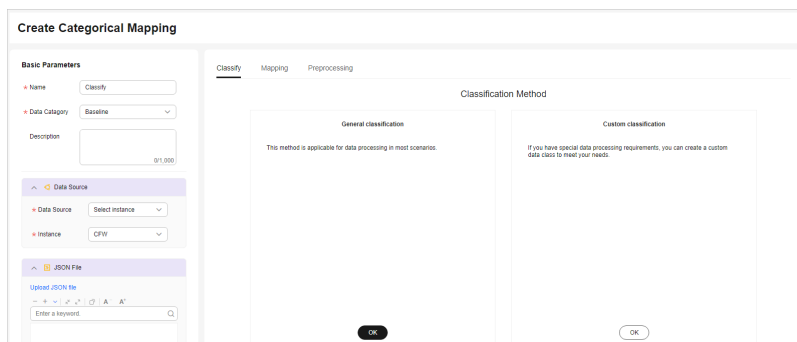 Create Categorical Mapping
Basic Parameters
* Name Classify
* Data Catagory Baseline
Description
0/1,000
Data Source
* Data Source Select instance
* Instance CFW
JSON File
Upload JSON file
A A+
Enter a keyword.
Classify Mapping Preprocessing
Classification Method
General classification
This method is applicable for data processing in most scenarios.
OK
Custom classification
If you have special data processing requirements, you can create a custom
data class to meet your needs.
OK